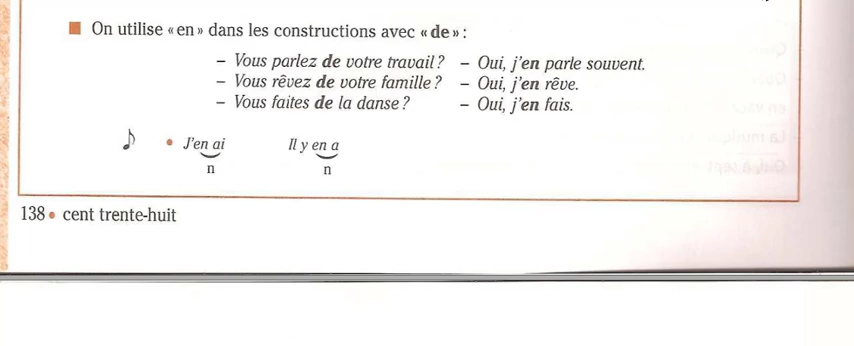 ■ On utilise « en » dans les constructions avec « de » :
– Vous parlez de votre travail ? – Oui, j'en parle souvent.
– Vous rêvez de votre famille ? – Oui, j'en rêve.
– Vous faites de la danse ? – Oui, j'en fais.
♪ • J'en ai Il y en a
n n
138 • cent trente-huit